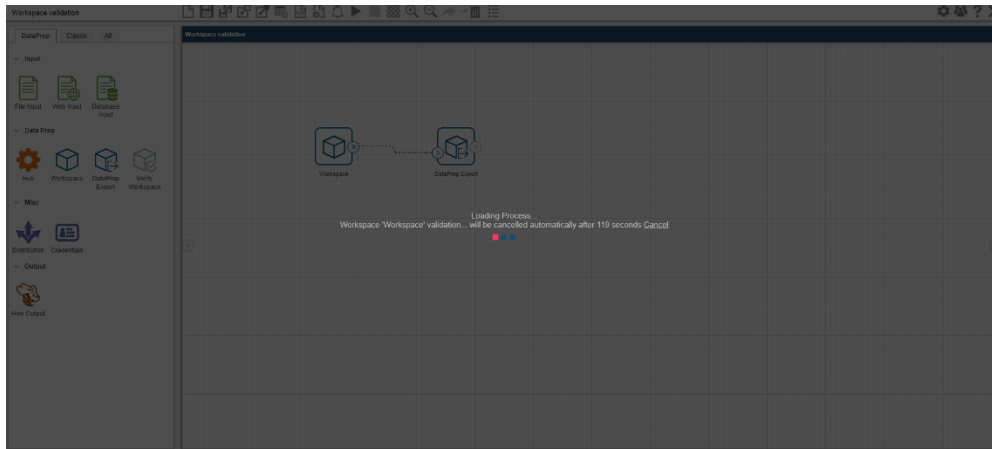 Workspace validation
DataPrep Classic All
Workspace validation
Input
File Input Web Input Database Input
Data Prep
Hub Workspace DataPrep Export Verify Workspace
Misc
Distribution Credentials
Output
Hive Output
Workspace DataPrep Export
Loading Process...
Workspace 'Workspace' validation... will be cancelled automatically after 119 seconds Cancel